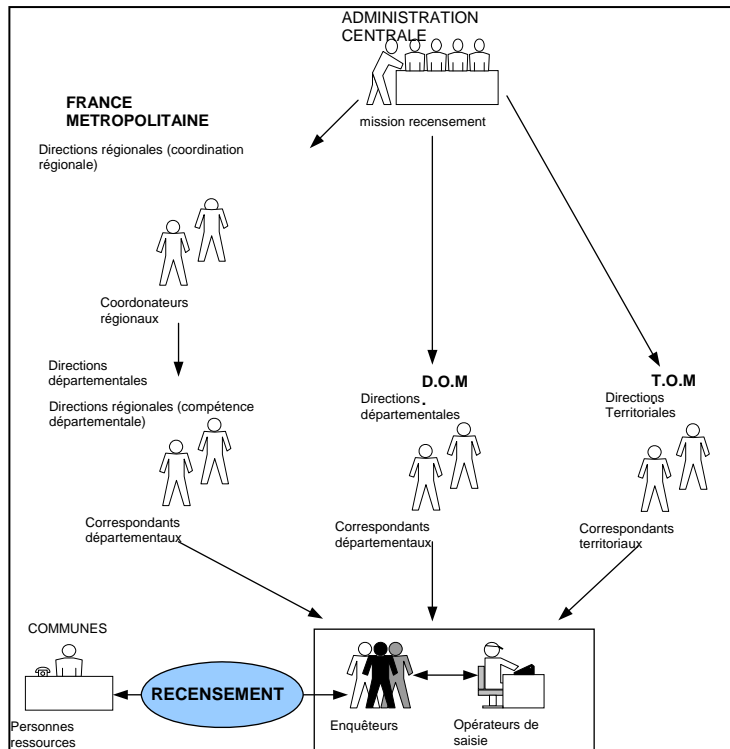 ADMINISTRATION
CENTRALE
mission recensement
FRANCE
METROPOLITAINE
Directions régionales (coordination
régionale)
Coordonateurs
régionaux
Directions
départementales
Directions régionales (compétence
départementale)
Correspondants
départementaux
D.O.M
.
Directions
départementales
Correspondants
départementaux
T.O.M
.
Directions
Territoriales
Correspondants
territoriaux
COMMUNES
Personnes
ressources
RECENSEMENT
Enquêteurs
Opérateurs de
saisie